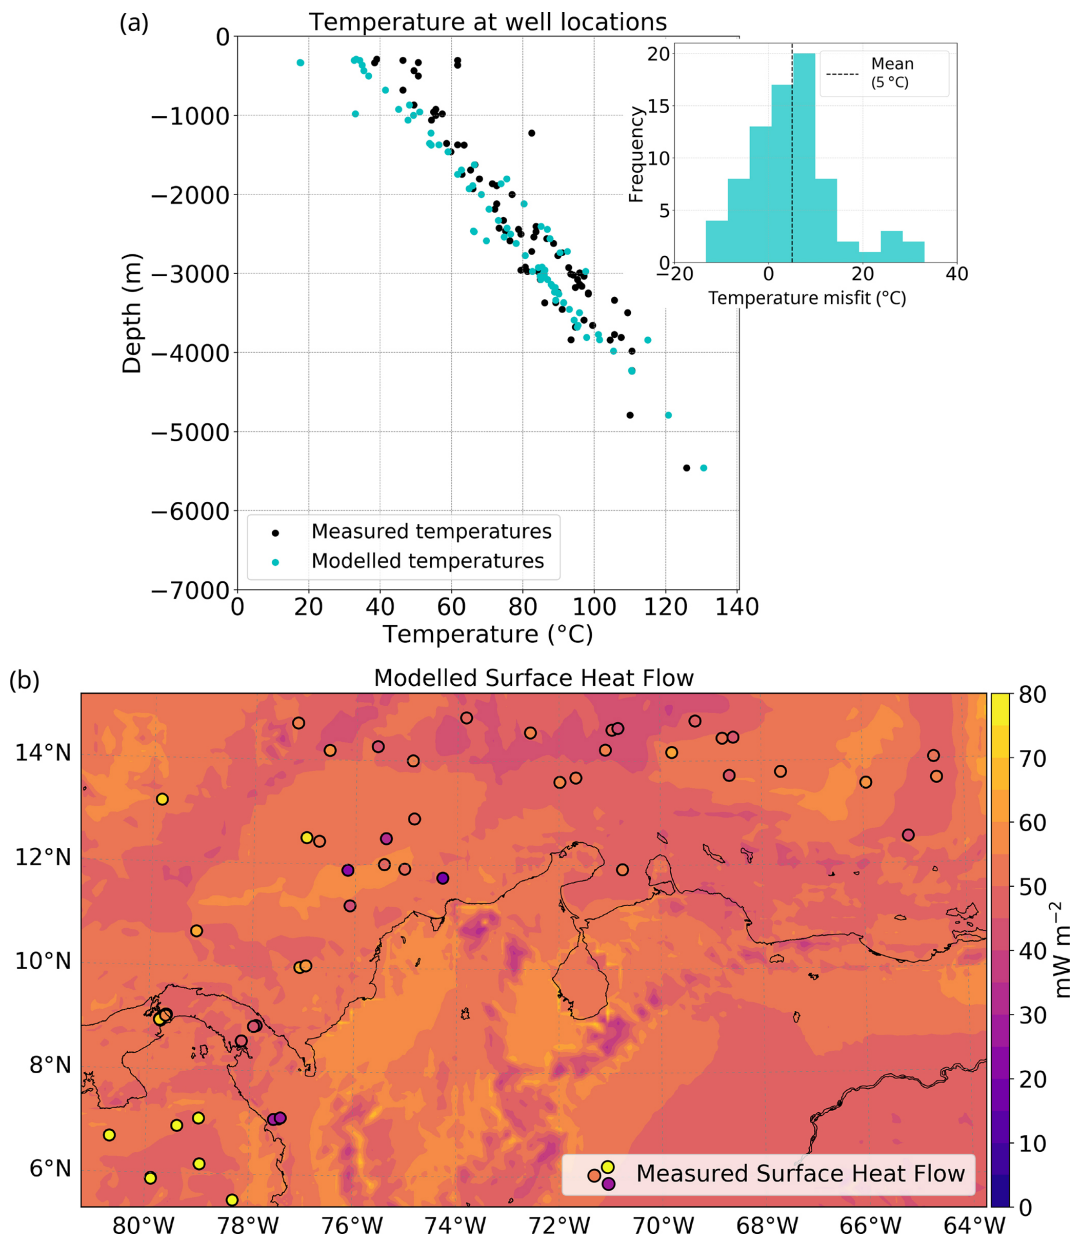 (a)
Temperature at well locations
0
−1000
−2000
−3000
−4000
−5000
−6000
−7000
Depth (m)
0 20 40 60 80 100 120 140
Temperature (°C)
Measured temperatures
Modelled temperatures
20
15
10
5
0
Frequency
−20 0 20 40
Temperature misfit (°C)
Mean
(5 °C)
(b)
Modelled Surface Heat Flow
14°N
12°N
10°N
8°N
6°N
80°W 78°W 76°W 74°W 72°W 70°W 68°W 66°W 64°W
Measured Surface Heat Flow
80
70
60
50
40
30
20
10
0
mW m−2